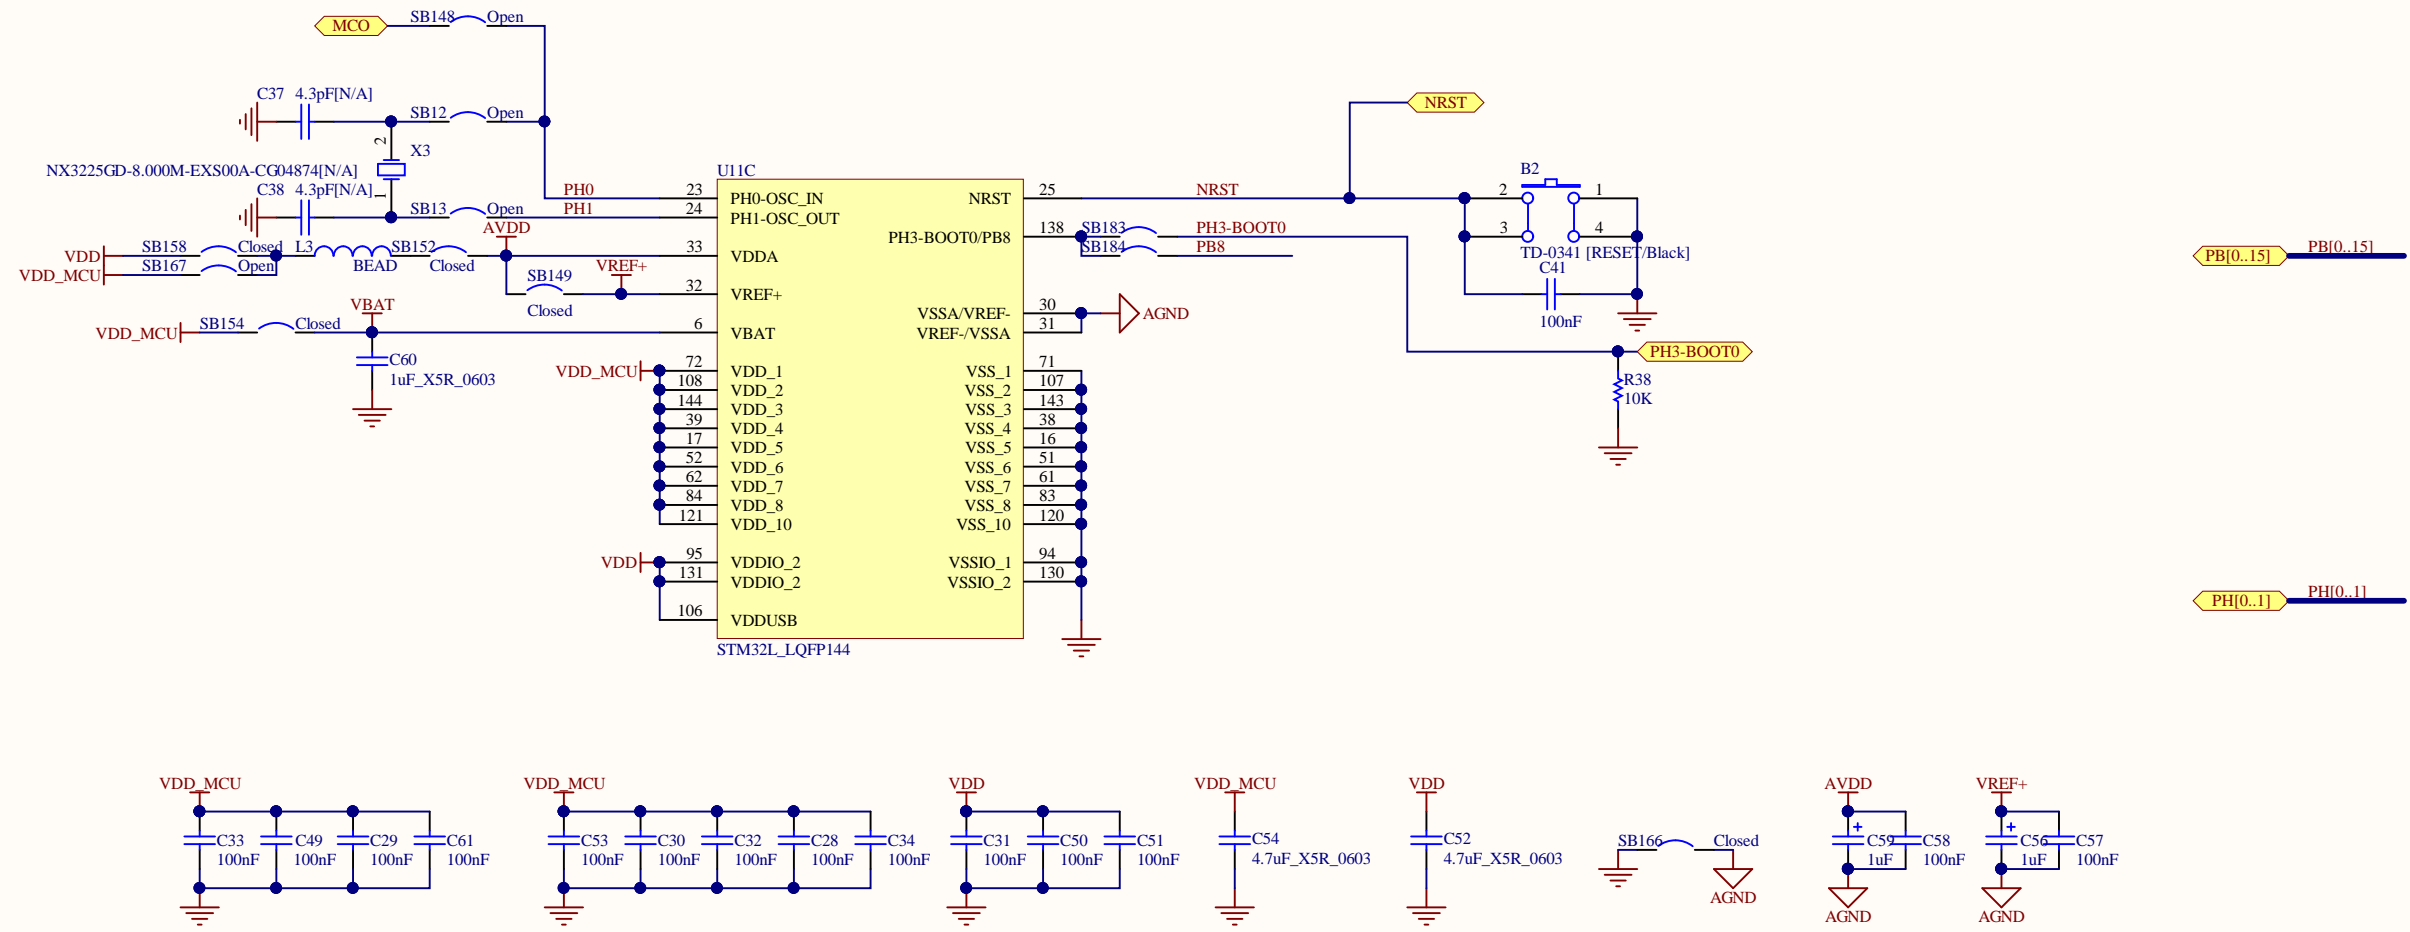 MCO
SB148
Open
C37 4.3pF[N/A]
SB12
Open
2
X3
NX3225GD-8.000M-EXS00A-CG04874[N/A]
C38 4.3pF[N/A]
1
SB13
Open
PH0
PH1
AVDD
VDD
SB158
Closed
L3
BEAD
SB152
Closed
VDD_MCU
SB167
Open
SB149
Closed
VREF+
VBAT
VDD_MCU
SB154
Closed
C60
1uF_X5R_0603
VDD_MCU
VDD
U11C
23 PH0-OSC_IN
24 PH1-OSC_OUT
33 VDDA
32 VREF+
6 VBAT
72 VDD_1
108 VDD_2
144 VDD_3
39 VDD_4
17 VDD_5
52 VDD_6
62 VDD_7
84 VDD_8
121 VDD_10
95 VDDIO_2
131 VDDIO_2
106 VDDUSB
NRST 25
PH3-BOOT0/PB8 138
VSSA/VREF- 30
VREF-/VSSA 31
VSS_1 71
VSS_2 107
VSS_3 143
VSS_4 38
VSS_5 16
VSS_6 51
VSS_7 61
VSS_8 83
VSS_10 120
VSSIO_1 94
VSSIO_2 130
STM32L_LQFP144
NRST
NRST
SB183
PH3-BOOT0
SB184
PB8
AGND
B2
2 1
3 4
TD-0341 [RESET/Black]
C41
100nF
PH3-BOOT0
R38
10K
PB[0..15]
PB[0..15]
PH[0..1]
PH[0..1]
VDD_MCU
C33
100nF
C49
100nF
C29
100nF
C61
100nF
VDD_MCU
C53
100nF
C30
100nF
C32
100nF
C28
100nF
C34
100nF
VDD
C31
100nF
C50
100nF
C51
100nF
VDD_MCU
C54
4.7uF_X5R_0603
VDD
C52
4.7uF_X5R_0603
SB166
Closed
AGND
AVDD
+
C59
1uF
C58
100nF
AGND
VREF+
+
C56
1uF
C57
100nF
AGND